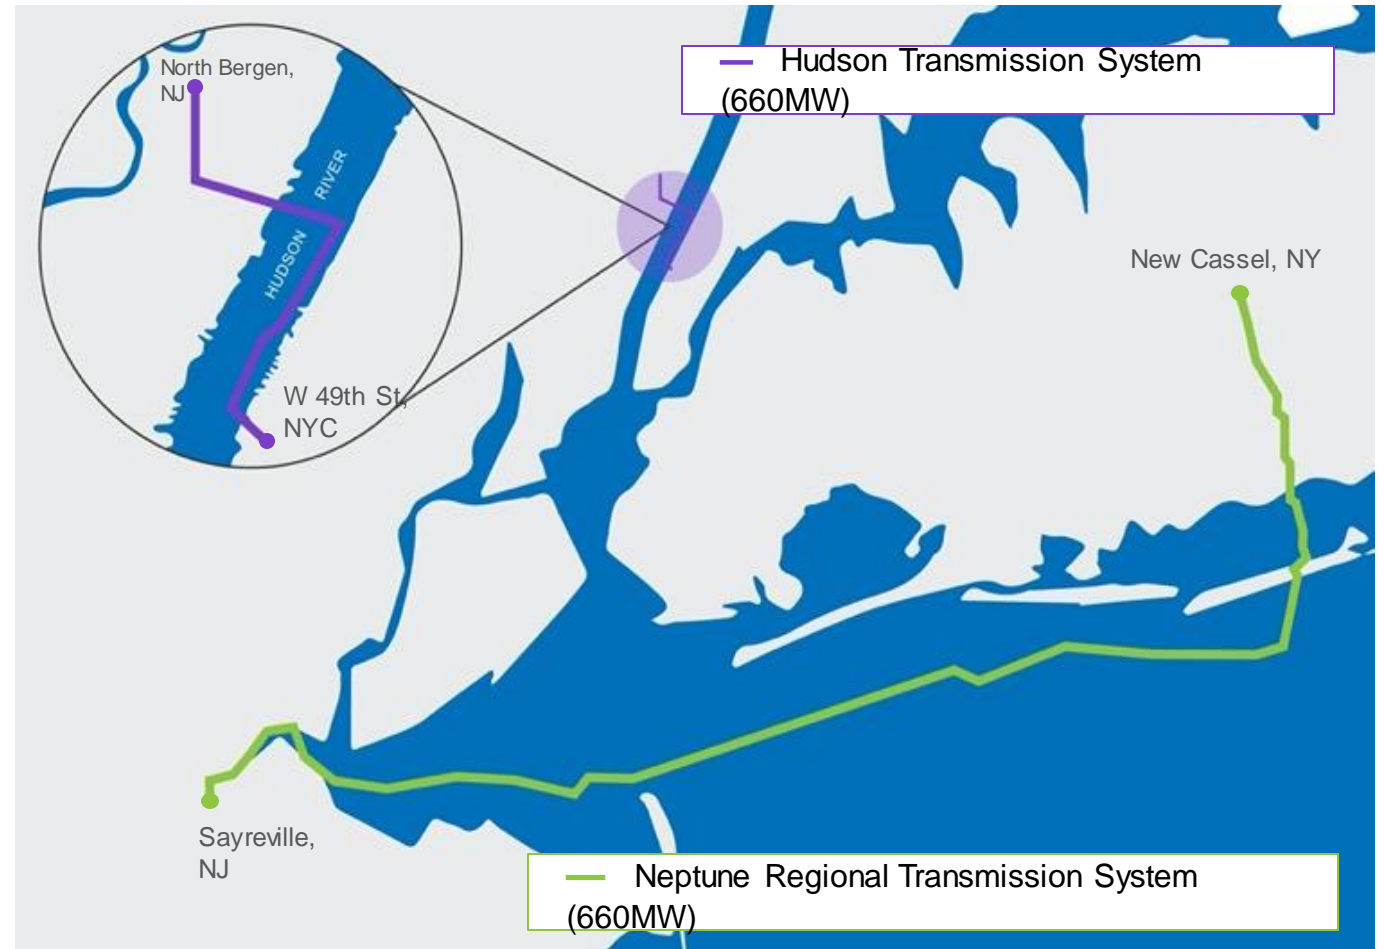 North Bergen,
NJ
HUDSON RIVER
W 49th St,
NYC
Hudson Transmission System
(660MW)
New Cassel, NY
Sayreville,
NJ
Neptune Regional Transmission System
(660MW)